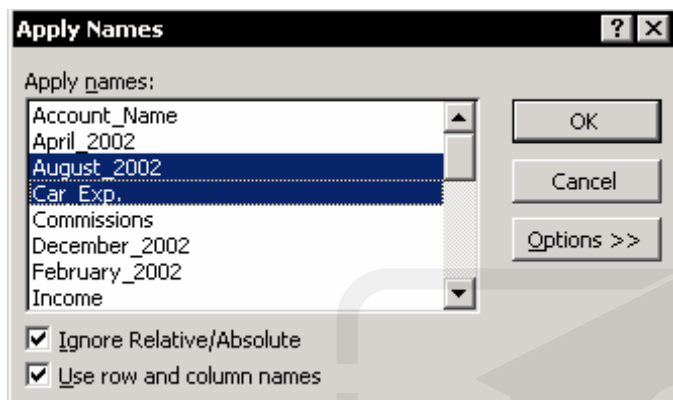 Apply Names
Apply names:
Account_Name
April_2002
August_2002
Car_Exp.
Commissions
December_2002
February_2002
Income
OK
Cancel
Options >>
Ignore Relative/Absolute
Use row and column names